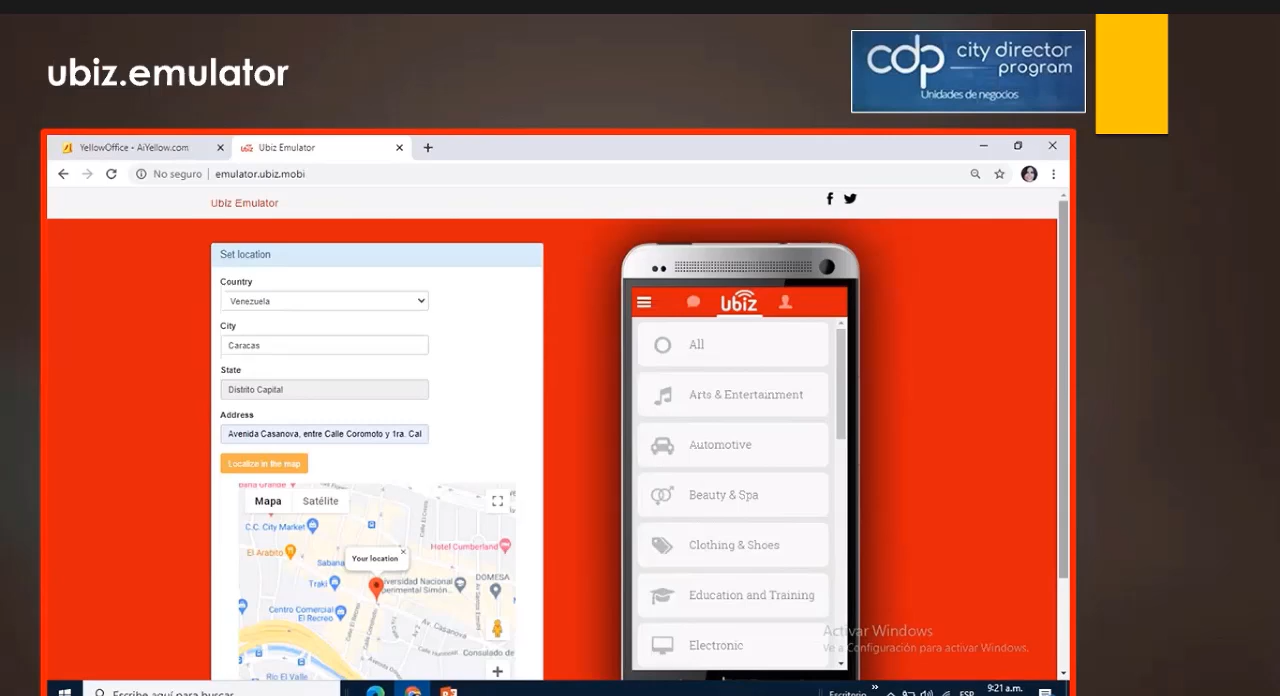 ubiz.emulator
cdp city director
program
Unidades de negocios
YellowOffice - AiYellow.com
Ubiz Emulator
No seguro | emulator.ubiz.mobi
Ubiz Emulator
Set location
Country
Venezuela
City
Caracas
State
Distrito Capital
Address
Avenida Casanova, entre Calle Coromoto y 1ra. Cal
Localize in the map
Mapa
Satélite
C.C. City Market
El Arabito
Sabana
Hotel Cumberland
Your location
Traki
DOMESA
Centro Comercial
El Recreo
Av. Casanova
Consulado de
Rio El Valle
ubiz
All
Arts & Entertainment
Automotive
Beauty & Spa
Clothing & Shoes
Education and Training
Electronic
Activar Windows
Ve a Configuración para activar Windows.
Escribe aquí para buscar
Escritorio
ESP
9:21 a.m.